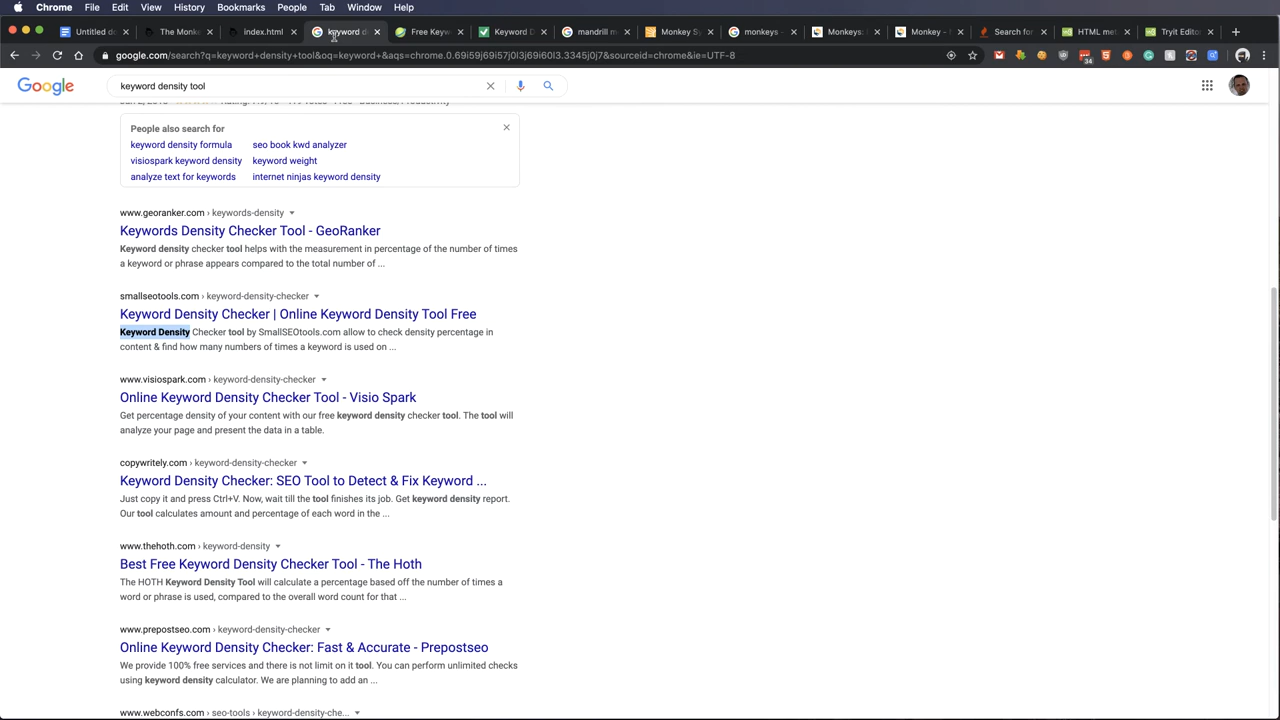 Chrome File Edit View History Bookmarks People Tab Window Help
Untitled d
The Monk
index.html
keyword d
Free Keyw
Keyword D
mandrill m
Monkey S
monkeys -
Monkeys:
Monkey -
Search for
HTML me
Tryit Edito
google.com/search?q=keyword+density+tool&oq=keyword+&aqs=chrome.0.69i59j69i57j0l3j69i60l3.3345j0j7&sourceid=chrome&ie=UTF-8
34
Google
keyword density tool
People also search for
keyword density formula
seo book kwd analyzer
visiospark keyword density
keyword weight
analyze text for keywords
internet ninjas keyword density
www.georanker.com › keywords-density
Keywords Density Checker Tool - GeoRanker
Keyword density checker tool helps with the measurement in percentage of the number of times
a keyword or phrase appears compared to the total number of ...
smallseotools.com › keyword-density-checker
Keyword Density Checker | Online Keyword Density Tool Free
Keyword Density Checker tool by SmallSEOtools.com allow to check density percentage in
content & find how many numbers of times a keyword is used on ...
www.visiospark.com › keyword-density-checker
Online Keyword Density Checker Tool - Visio Spark
Get percentage density of your content with our free keyword density checker tool. The tool will
analyze your page and present the data in a table.
copywritely.com › keyword-density-checker
Keyword Density Checker: SEO Tool to Detect & Fix Keyword ...
Just copy it and press Ctrl+V. Now, wait till the tool finishes its job. Get keyword density report.
Our tool calculates amount and percentage of each word in the ...
www.thehoth.com › keyword-density
Best Free Keyword Density Checker Tool - The Hoth
The HOTH Keyword Density Tool will calculate a percentage based off the number of times a
word or phrase is used, compared to the overall word count for that ...
www.prepostseo.com › keyword-density-checker
Online Keyword Density Checker: Fast & Accurate - Prepostseo
We provide 100% free services and there is not limit on it tool. You can perform unlimited checks
using keyword density calculator. We are planning to add an ...
www.webconfs.com › seo-tools › keyword-density-che...